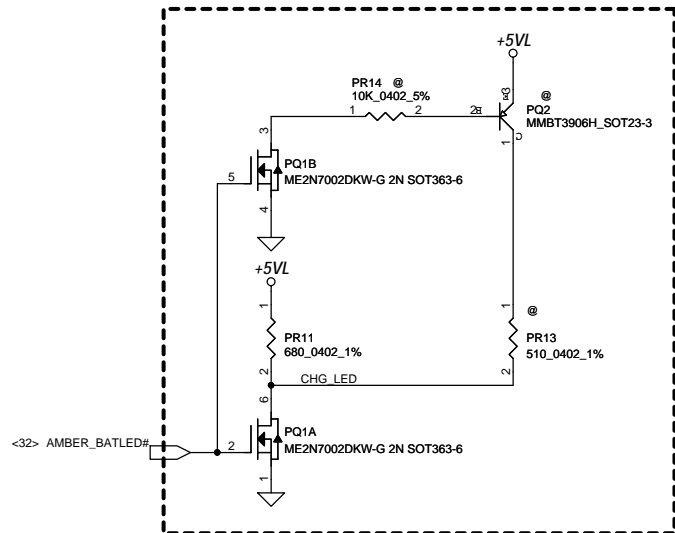 +5VL
PR14 @
10K_0402_5%
1
2
3
2
B
E
3
@
PQ2
MMBT3906H_SOT23-3
C
1
PQ1B
ME2N7002DKW-G 2N SOT363-6
5
4
+5VL
1
PR11
680_0402_1%
2
1
@
PR13
510_0402_1%
2
CHG_LED
6
<32> AMBER_BATLED#
2
PQ1A
ME2N7002DKW-G 2N SOT363-6
1